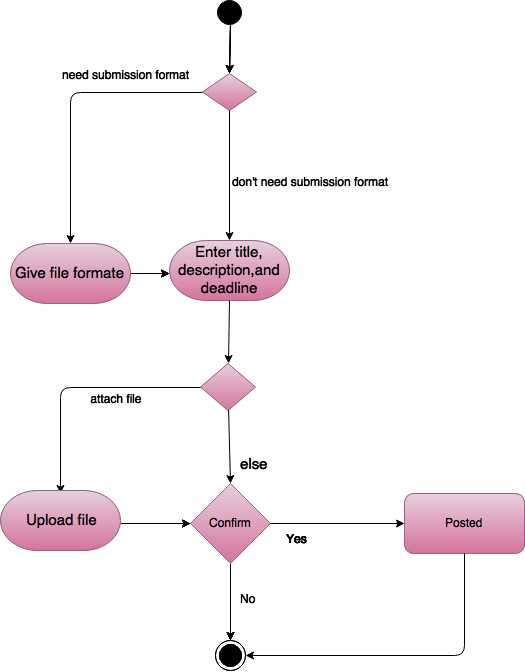 need submission format
don't need submission format
Give file formate
Enter title,
description,and
deadline
attach file
else
Upload file
Confirm
Yes
Posted
No